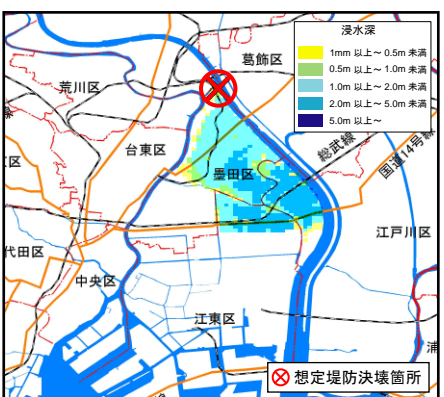 浸水深
1mm 以上～ 0.5m 未満
0.5m 以上～ 1.0m 未満
1.0m 以上～ 2.0m 未満
2.0m 以上～ 5.0m 未満
5.0m 以上～
葛飾区
荒川区
台東区
墨田区
総武線
国道14号線
江戸川区
代田区
中央区
江東区
浦
想定堤防決壊箇所